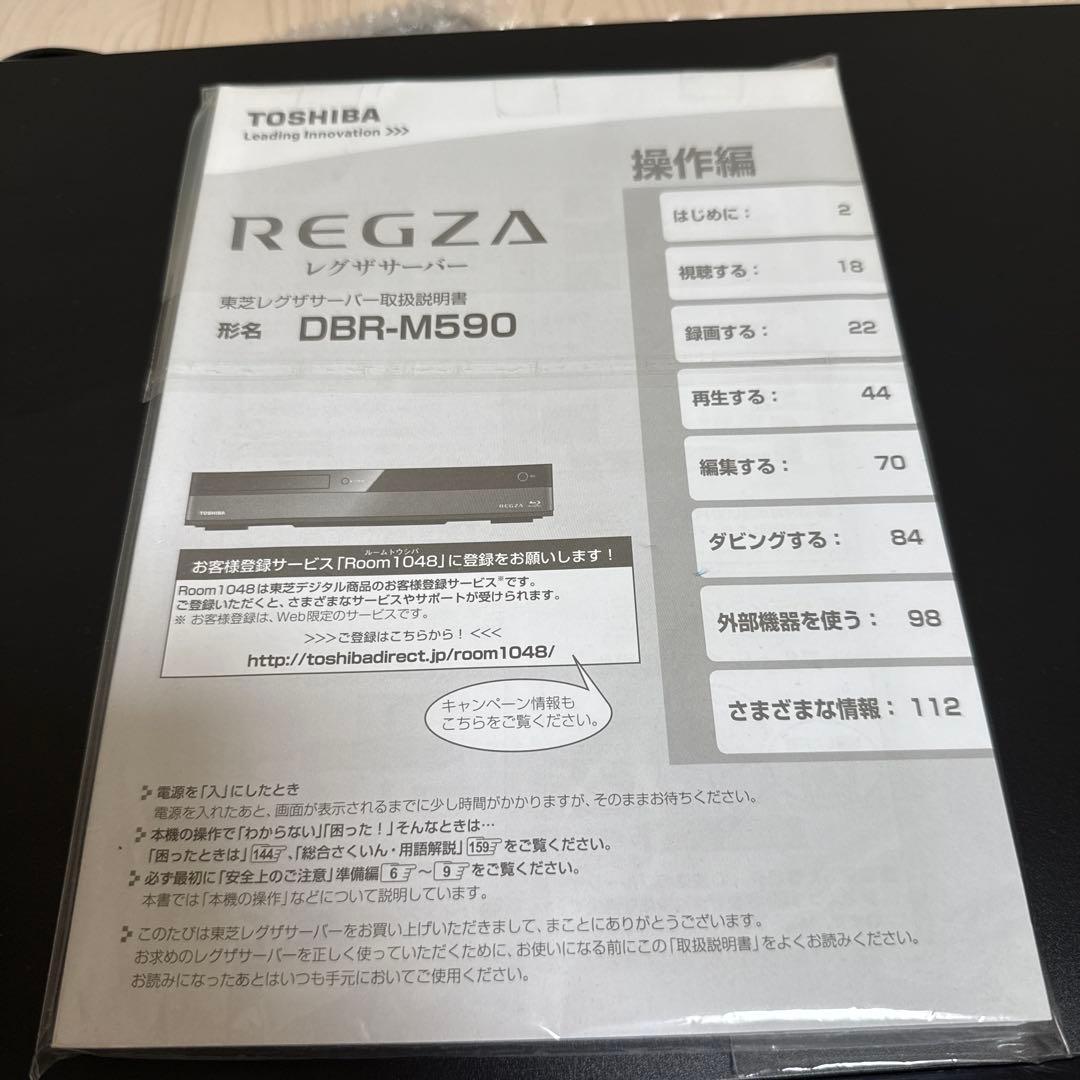 TOSHIBA
Leading Innovation >>>
操作編
REGZA
レグザサーバー
東芝レグザサーバー取扱説明書
形名 DBR-M590
はじめに： 2
視聴する： 18
録画する： 22
再生する： 44
編集する： 70
ダビングする： 84
外部機器を使う： 98
さまざまな情報： 112
TOSHIBA
REGZA
ルームトウシバ
お客様登録サービス「Room1048」に登録をお願いします！
Room1048は東芝デジタル商品のお客様登録サービス※です。
ご登録いただくと、さまざまなサービスやサポートが受けられます。
※ お客様登録は、Web限定のサービスです。
>>>ご登録はこちらから！<<<
http://toshibadirect.jp/room1048/
キャンペーン情報も
こちらをご覧ください。
電源を「入」にしたとき
電源を入れたあと、画面が表示されるまでに少し時間がかかりますが、そのままお待ちください。
本機の操作で「わからない」「困った！」そんなときは…
「困ったときは」144、「総合さくいん・用語解説」159をご覧ください。
必ず最初に「安全上のご注意」準備編6～9をご覧ください。
本書では「本機の操作」などについて説明しています。
このたびは東芝レグザサーバーをお買い上げいただきまして、まことにありがとうございます。
お求めのレグザサーバーを正しく使っていただくために、お使いになる前にこの「取扱説明書」をよくお読みください。
お読みになったあとはいつも手元においてご使用ください。